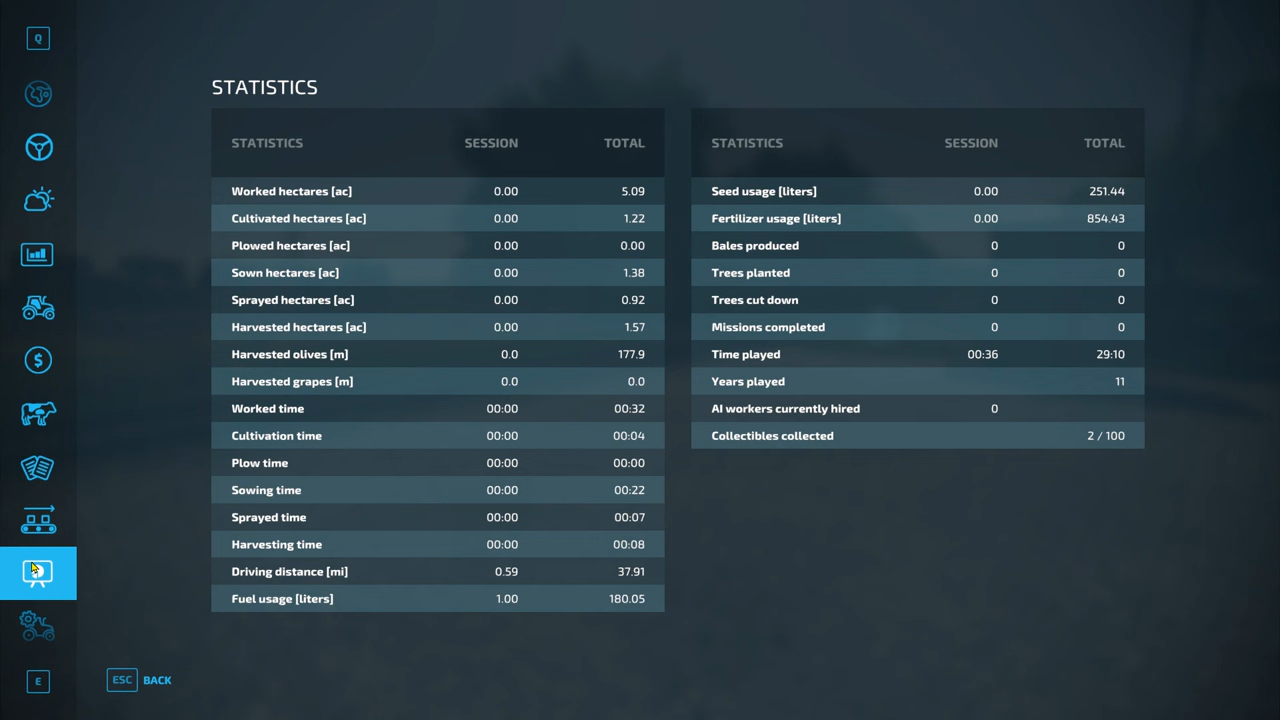 Q
STATISTICS
STATISTICS SESSION TOTAL
Worked hectares [ac] 0.00 5.09
Cultivated hectares [ac] 0.00 1.22
Plowed hectares [ac] 0.00 0.00
Sown hectares [ac] 0.00 1.38
Sprayed hectares [ac] 0.00 0.92
Harvested hectares [ac] 0.00 1.57
Harvested olives [m] 0.0 177.9
Harvested grapes [m] 0.0 0.0
Worked time 00:00 00:32
Cultivation time 00:00 00:04
Plow time 00:00 00:00
Sowing time 00:00 00:22
Sprayed time 00:00 00:07
Harvesting time 00:00 00:08
Driving distance [mi] 0.59 37.91
Fuel usage [liters] 1.00 180.05
STATISTICS SESSION TOTAL
Seed usage [liters] 0.00 251.44
Fertilizer usage [liters] 0.00 854.43
Bales produced 0 0
Trees planted 0 0
Trees cut down 0 0
Missions completed 0 0
Time played 00:36 29:10
Years played 11
AI workers currently hired 0
Collectibles collected 2 / 100
E
ESC BACK